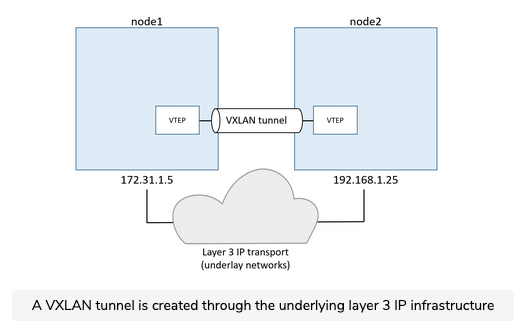 node1
node2
VTEP
VXLAN tunnel
VTEP
172.31.1.5
192.168.1.25
Layer 3 IP transport
(underlay networks)
A VXLAN tunnel is created through the underlying layer 3 IP infrastructure